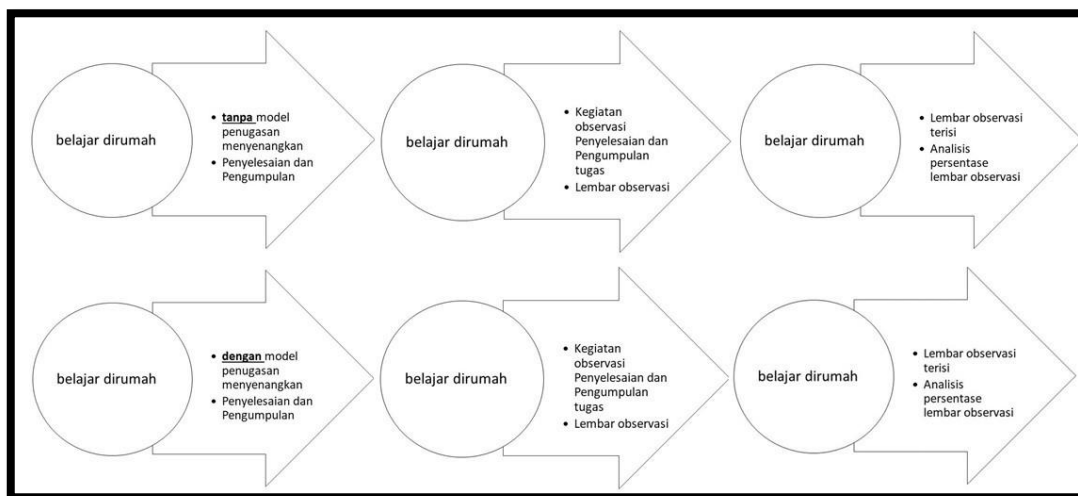 belajar dirumah
• tanpa model
penugasan
menyenangkan
• Penyelesaian dan
Pengumpulan
belajar dirumah
• Kegiatan
observasi
Penyelesaian dan
Pengumpulan
tugas
• Lembar observasi
belajar dirumah
• Lembar observasi
terisi
• Analisis
persentase
lembar observasi
belajar dirumah
• dengan model
penugasan
menyenangkan
• Penyelesaian dan
Pengumpulan
belajar dirumah
• Kegiatan
observasi
Penyelesaian dan
Pengumpulan
tugas
• Lembar observasi
belajar dirumah
• Lembar observasi
terisi
• Analisis
persentase
lembar observasi